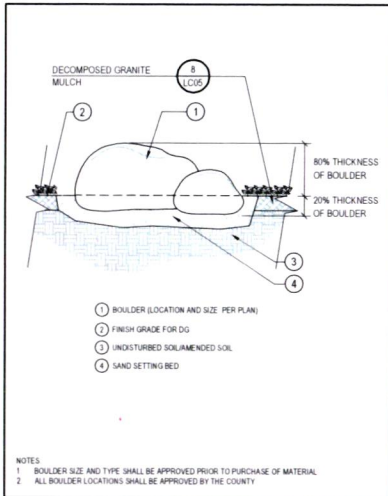 DECOMPOSED GRANITE
MULCH
8
LC05
2
1
80% THICKNESS
OF BOULDER
20% THICKNESS
OF BOULDER
3
4
1 BOULDER (LOCATION AND SIZE PER PLAN)
2 FINISH GRADE FOR DG
3 UNDISTURBED SOIL/AMENDED SOIL
4 SAND SETTING BED
NOTES
1 BOULDER SIZE AND TYPE SHALL BE APPROVED PRIOR TO PURCHASE OF MATERIAL
2 ALL BOULDER LOCATIONS SHALL BE APPROVED BY THE COUNTY